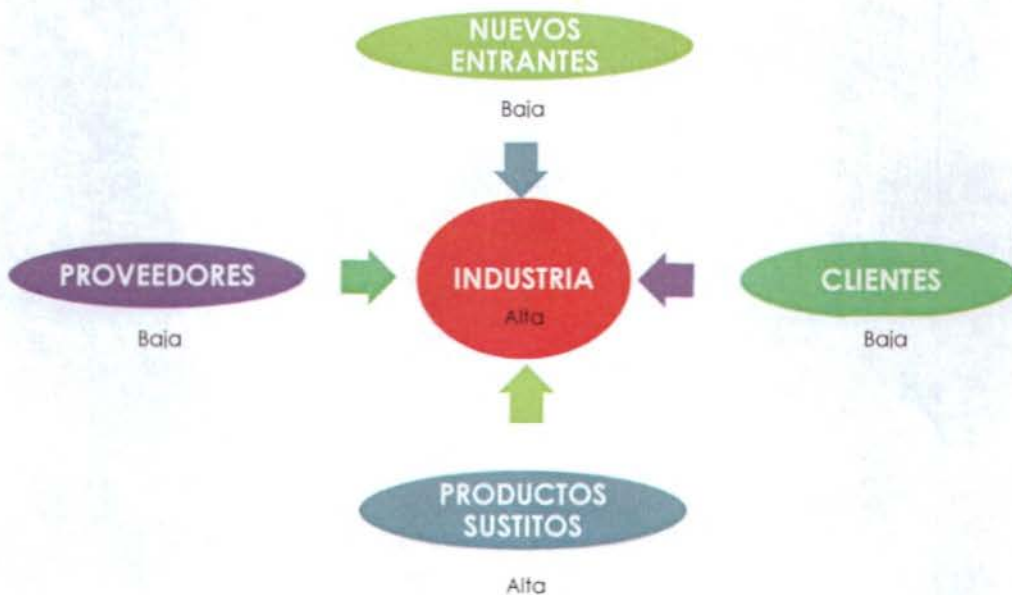 NUEVOS
ENTRANTES
Baja
PROVEEDORES
Baja
INDUSTRIA
Alta
CLIENTES
Baja
PRODUCTOS
SUSTITOS
Alta